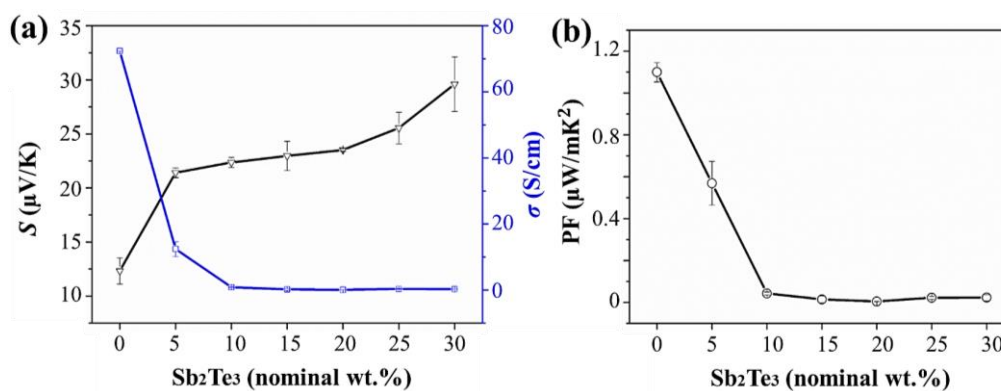 (a)
S (μV/K)
35
30
25
20
15
10
80
60
40
20
0
σ (S/cm)
0 5 10 15 20 25 30
Sb₂Te₃ (nominal wt.%)
(b)
PF (μW/mK²)
1.2
0.8
0.4
0
0 5 10 15 20 25 30
Sb₂Te₃ (nominal wt.%)